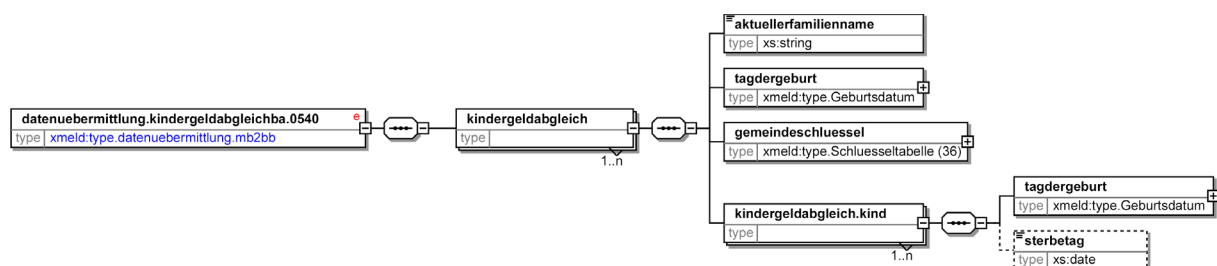 datenuebermittlung.kindergeldabgleichba.0540 e
type xmeld:type.datenuebermittlung.mb2bb
kindergeldabgleich
type
1..n
aktuellerfamilienname
type xs:string
tagdergeburt
type xmeld:type.Geburtsdatum
gemeindeschluessel
type xmeld:type.Schluesseltabelle (36)
kindergeldabgleich.kind
type
1..n
tagdergeburt
type xmeld:type.Geburtsdatum
sterbetag
type xs:date